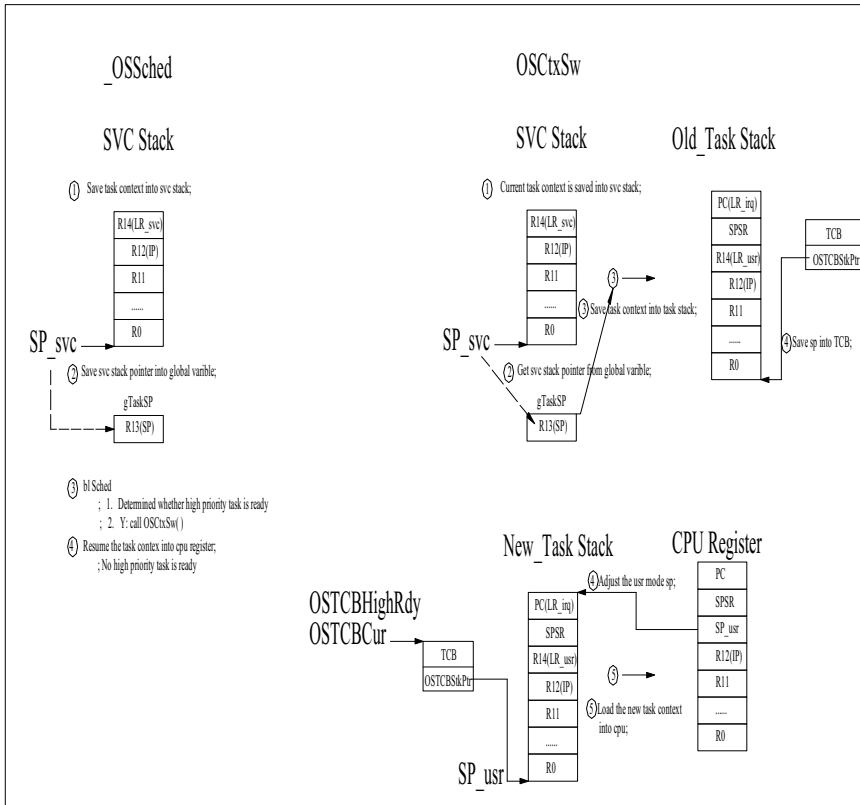 _OSSched
SVC Stack
① Save task context into svc stack;
R14(LR_svc)
R12(IP)
R11
......
R0
SP_svc
② Save svc stack pointer into global varible;
gTaskSP
R13(SP)
③ bl Sched
; 1. Determined whether high priority task is ready
; 2. Y: call OSCtxSw( )
④ Resume the task contex into cpu register;
; No high priority task is ready
OSCtxSw
SVC Stack
① Current task context is saved into svc stack;
R14(LR_svc)
R12(IP)
R11
......
R0
SP_svc
② Get svc stack pointer from global varible;
gTaskSP
R13(SP)
③
③ Save task context into task stack;
Old_Task Stack
PC(LR_irq)
SPSR
R14(LR_usr)
R12(IP)
R11
......
R0
TCB
OSTCBStkPtr
④ Save sp into TCB;
OSTCBHighRdy
OSTCBCur
TCB
OSTCBStkPtr
SP_usr
New_Task Stack
PC(LR_irq)
SPSR
R14(LR_usr)
R12(IP)
R11
......
R0
④ Adjust the usr mode sp;
⑤
⑤ Load the new task context
into cpu;
CPU Register
PC
SPSR
SP_usr
R12(IP)
R11
......
R0